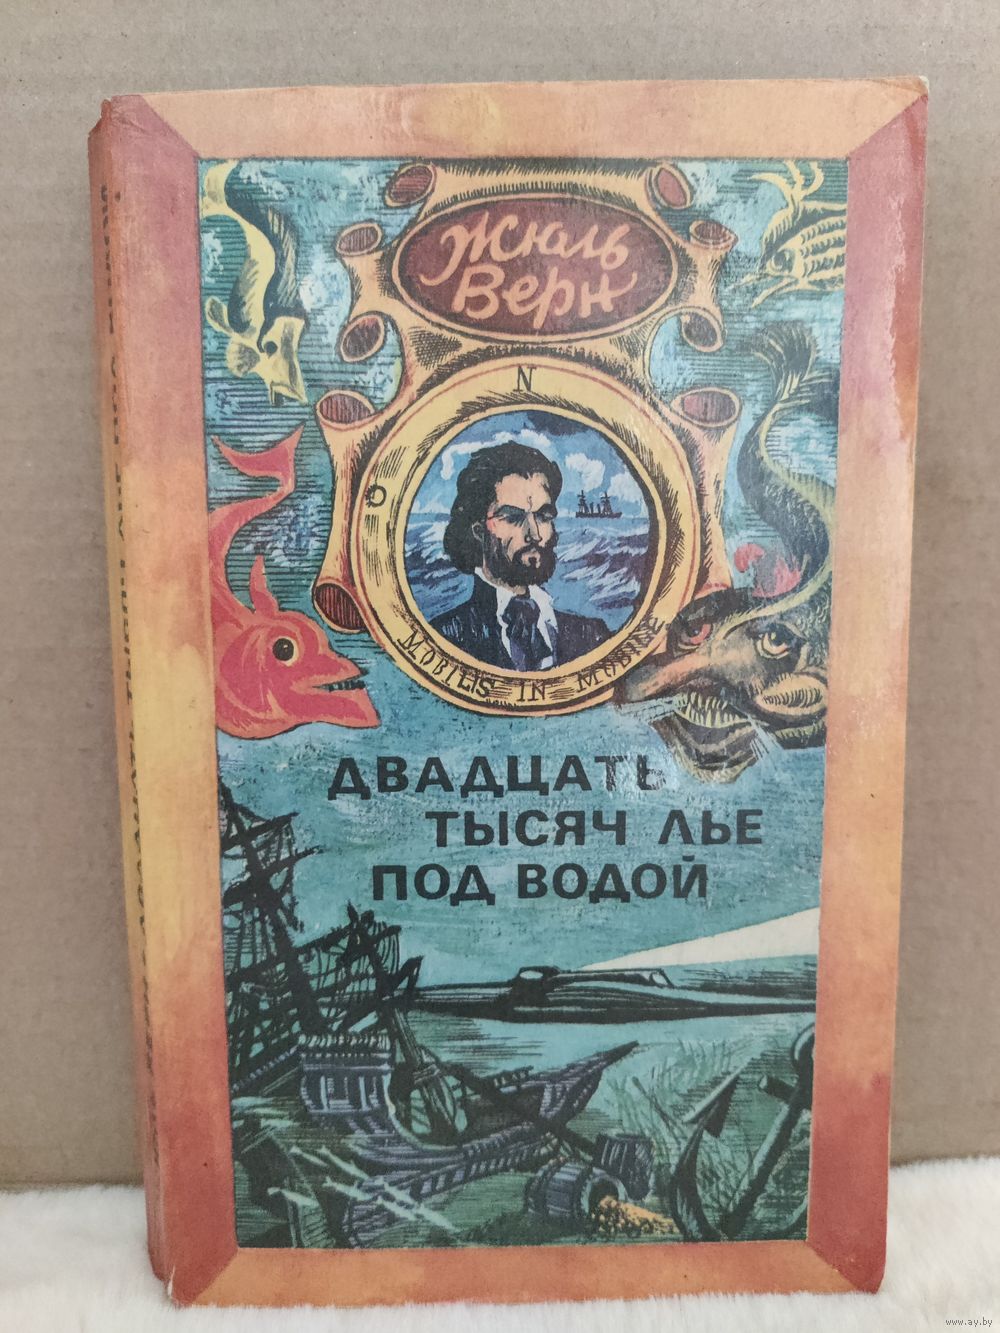 Жюль
Верн
N
O
MOBILIS IN MOBILE
ДВАДЦАТЬ
ТЫСЯЧ ЛЬЕ
ПОД ВОДОЙ
www.ay.by